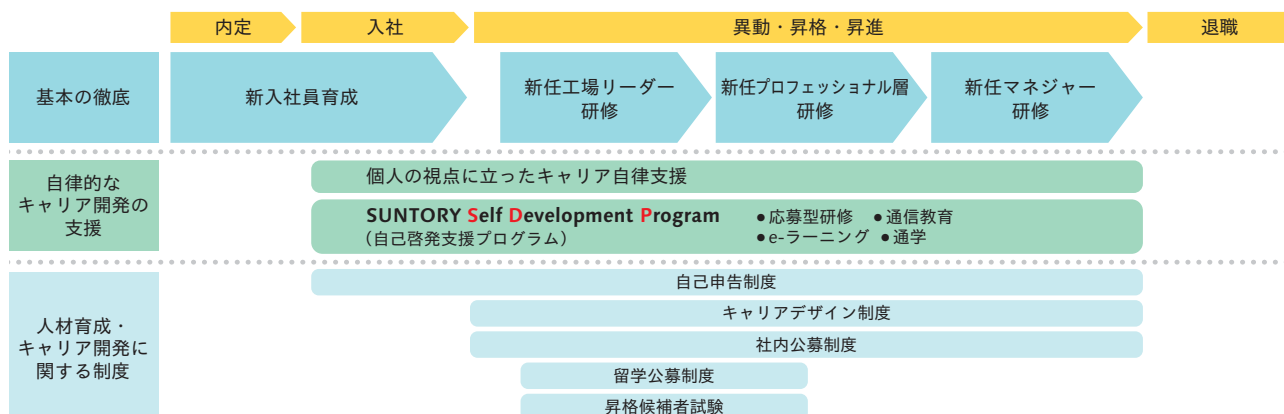 内定
入社
異動・昇格・昇進
退職
基本の徹底
新入社員育成
新任工場リーダー
研修
新任プロフェッショナル層
研修
新任マネジャー
研修
自律的な
キャリア開発の
支援
個人の視点に立ったキャリア自律支援
SUNTORY Self Development Program
（自己啓発支援プログラム）
●応募型研修 ●通信教育
●e-ラーニング ●通学
人材育成・
キャリア開発に
関する制度
自己申告制度
キャリアデザイン制度
社内公募制度
留学公募制度
昇格候補者試験